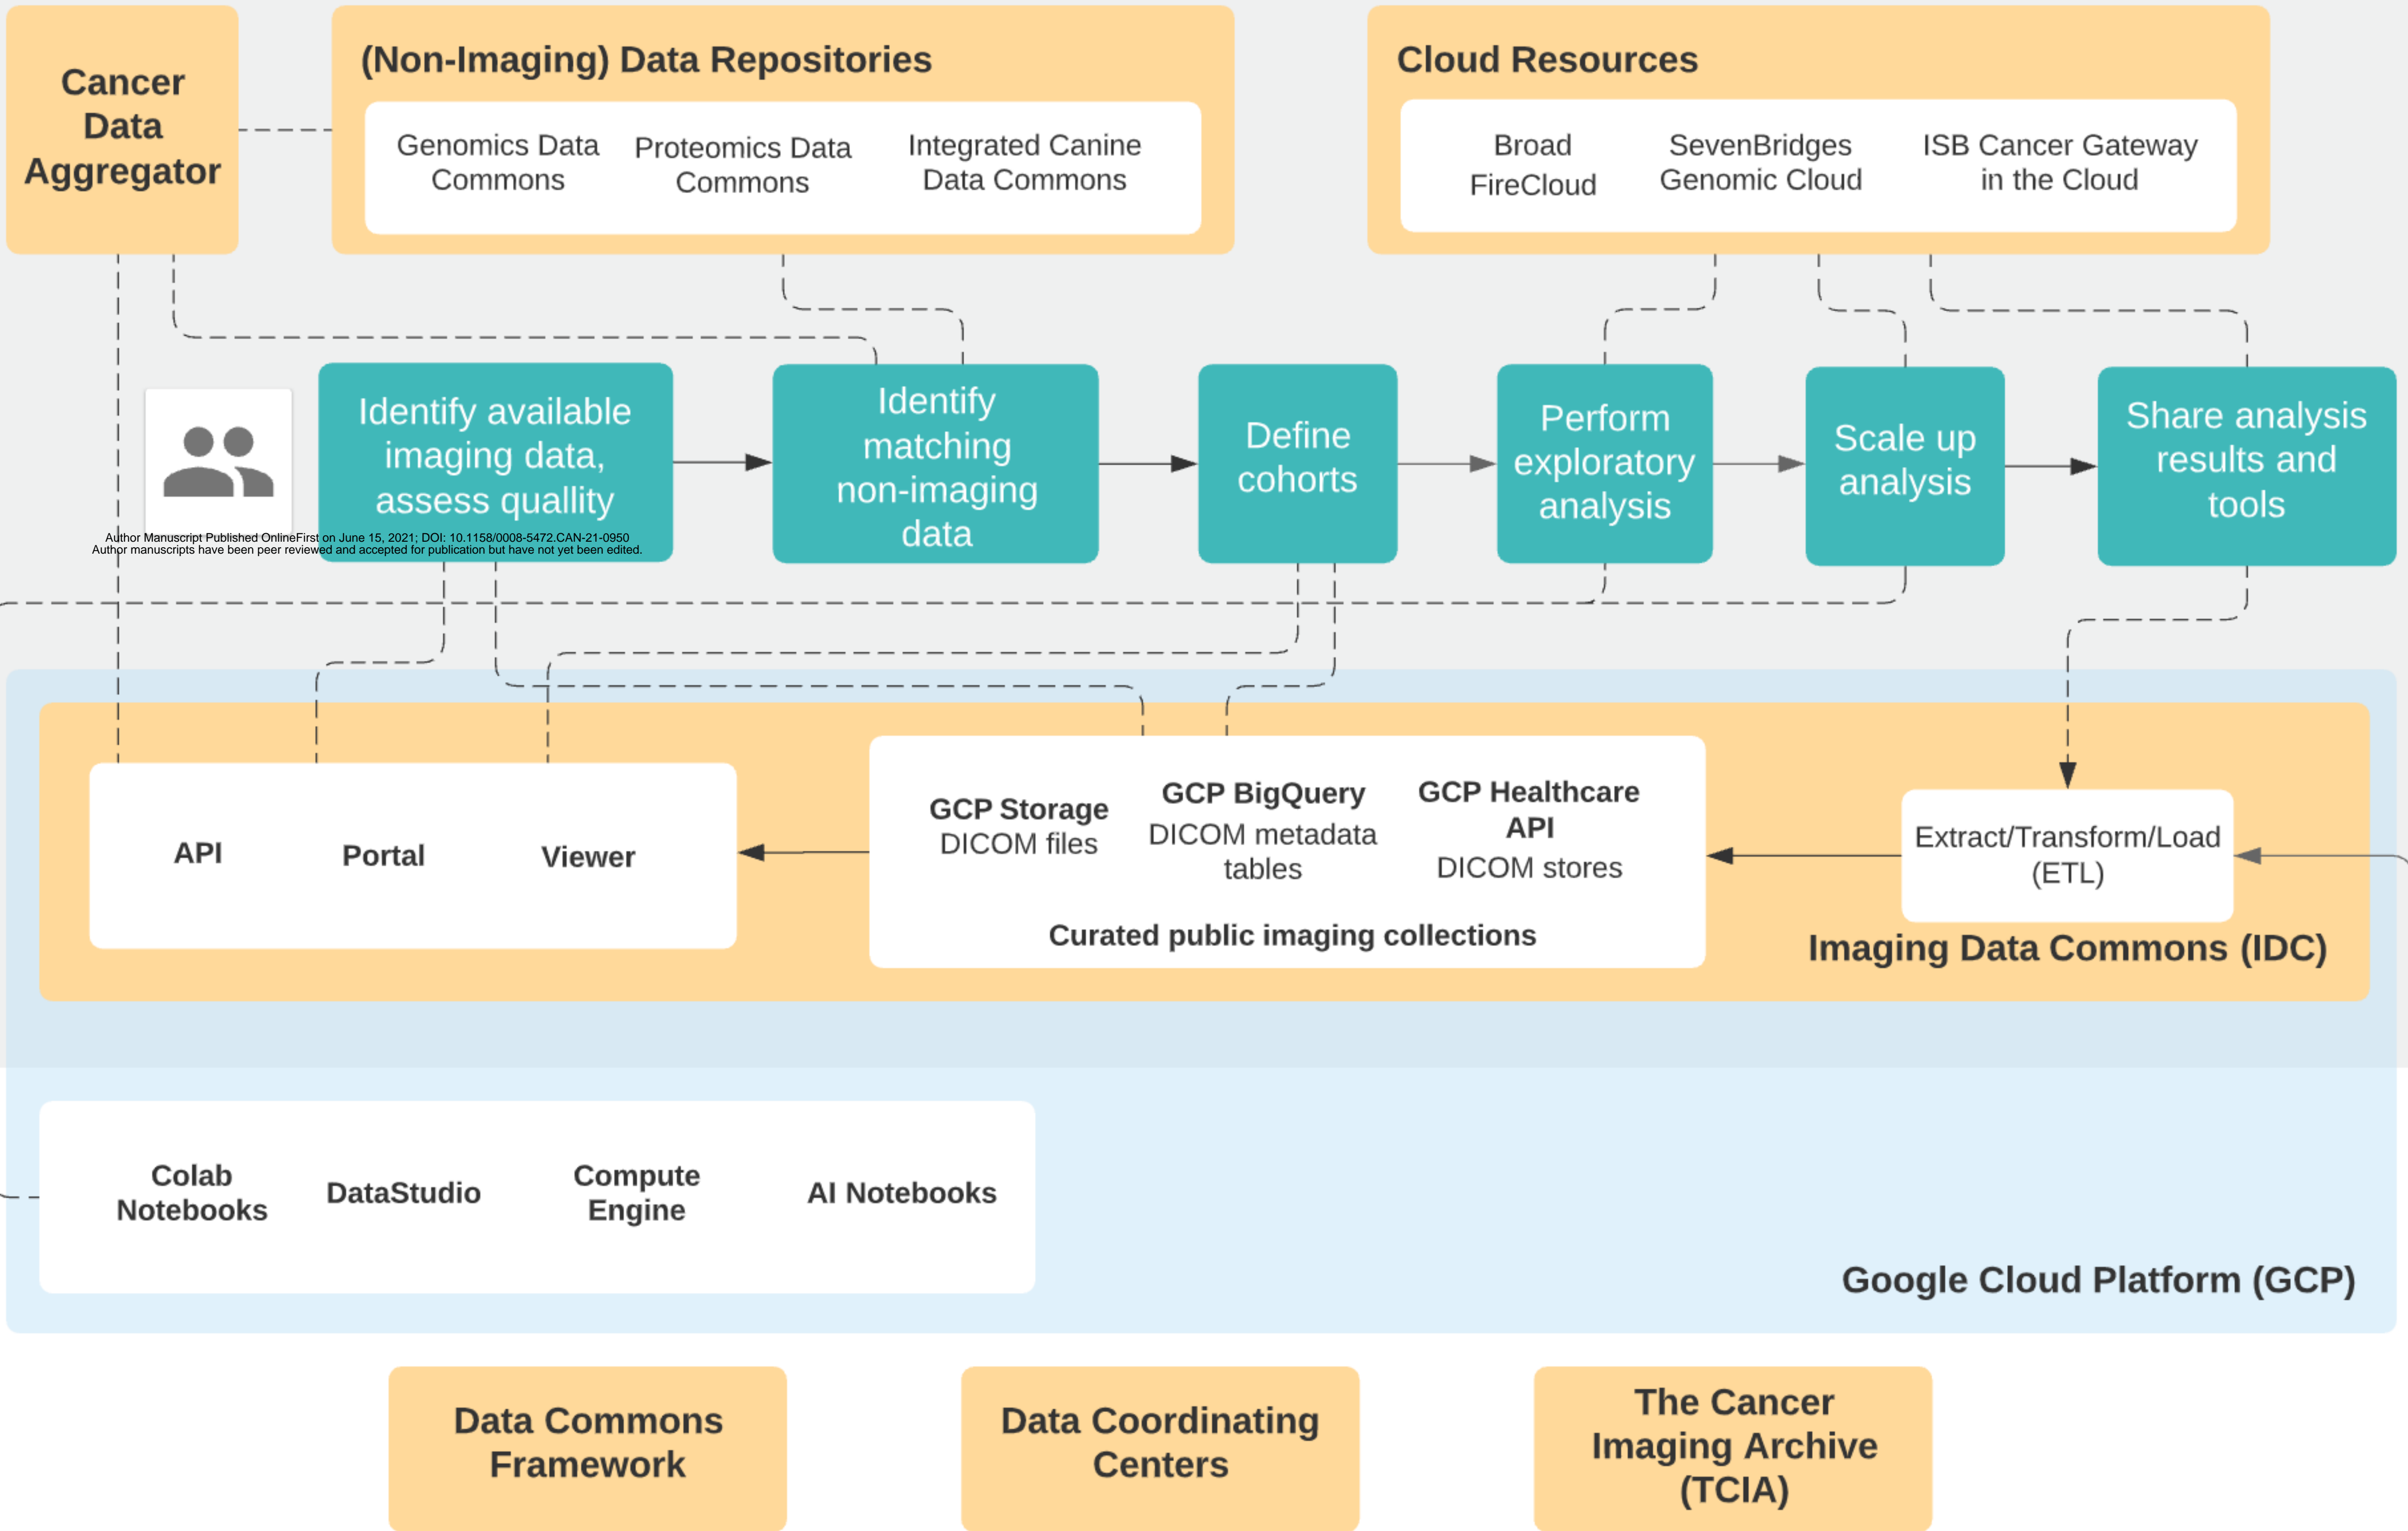 Cancer
Data
Aggregator
(Non-Imaging) Data Repositories
Genomics Data
Commons
Proteomics Data
Commons
Integrated Canine
Data Commons
Cloud Resources
Broad
FireCloud
SevenBridges
Genomic Cloud
ISB Cancer Gateway
in the Cloud
Identify available
imaging data,
assess quallity
Identify
matching
non-imaging
data
Define
cohorts
Perform
exploratory
analysis
Scale up
analysis
Share analysis
results and
tools
Author Manuscript Published OnlineFirst on June 15, 2021; DOI: 10.1158/0008-5472.CAN-21-0950
Author manuscripts have been peer reviewed and accepted for publication but have not yet been edited.
API
Portal
Viewer
GCP Storage
DICOM files
GCP BigQuery
DICOM metadata
tables
GCP Healthcare
API
DICOM stores
Curated public imaging collections
Extract/Transform/Load
(ETL)
Imaging Data Commons (IDC)
Colab
Notebooks
DataStudio
Compute
Engine
AI Notebooks
Google Cloud Platform (GCP)
Data Commons
Framework
Data Coordinating
Centers
The Cancer
Imaging Archive
(TCIA)